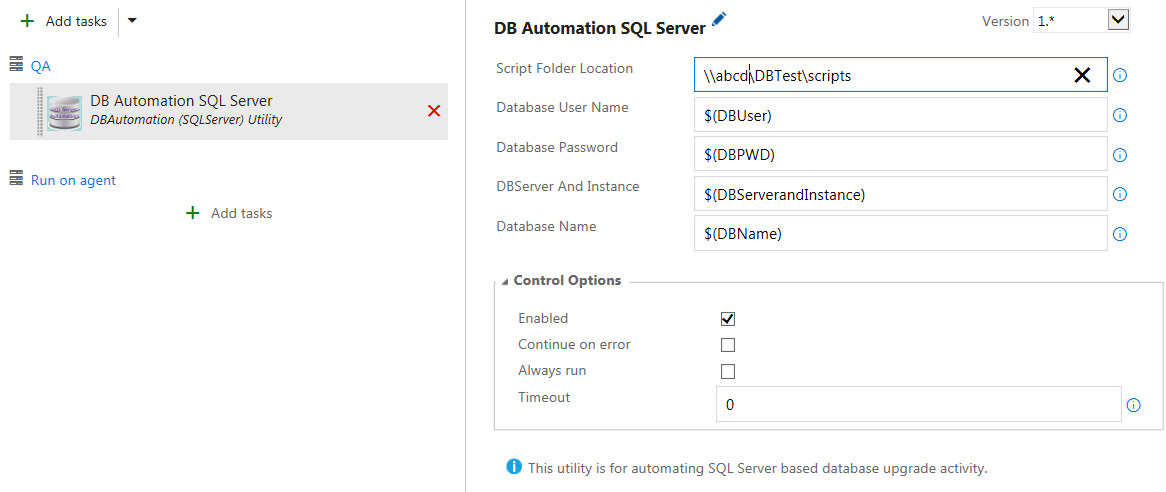 Add tasks
QA
DB Automation SQL Server
DBAutomation (SQLServer) Utility
Run on agent
Add tasks
DB Automation SQL Server
Version 1.*
Script Folder Location \\abcd\DBTest\scripts
Database User Name $(DBUser)
Database Password $(DBPWD)
DBServer And Instance $(DBServerandInstance)
Database Name $(DBName)
Control Options
Enabled
Continue on error
Always run
Timeout 0
This utility is for automating SQL Server based database upgrade activity.